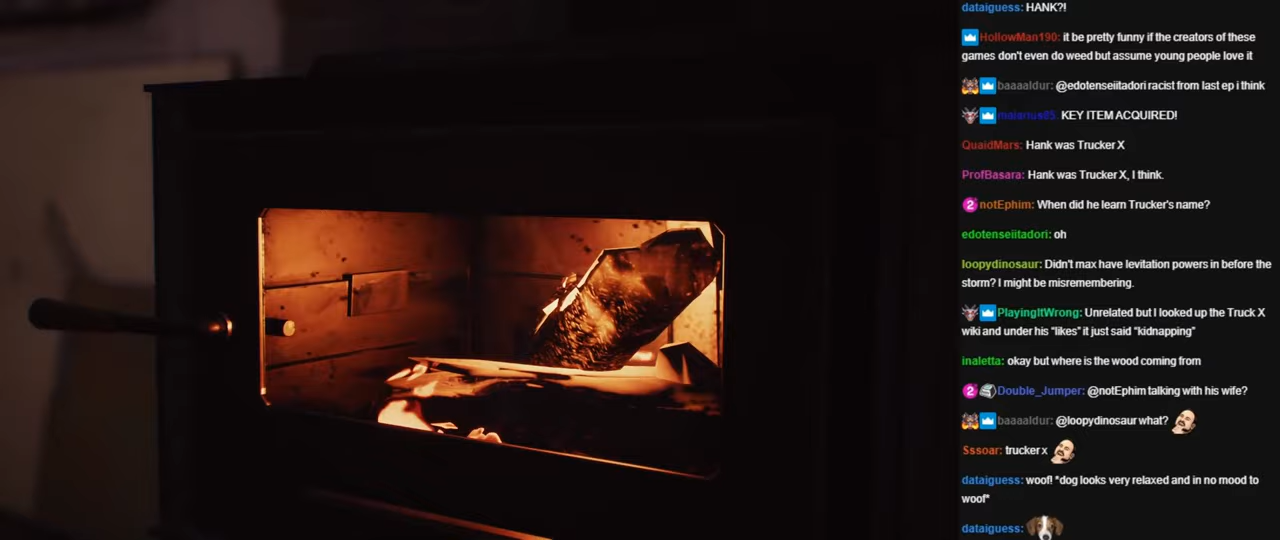 dataiguess: HANK?!
HollowMan190: it be pretty funny if the creators of these
games don't even do weed but assume young people love it
baaaaldur: @edotenseiitadori racist from last ep i think
malarius85: KEY ITEM ACQUIRED!
QuaidMars: Hank was Trucker X
ProfBasara: Hank was Trucker X, I think.
2 notEphim: When did he learn Trucker's name?
edotenseiitadori: oh
loopydinosaur: Didn't max have levitation powers in before the
storm? I might be misremembering.
PlayingItWrong: Unrelated but I looked up the Truck X
wiki and under his “likes” it just said “kidnapping”
inaletta: okay but where is the wood coming from
2 Double_Jumper: @notEphim talking with his wife?
baaaaldur: @loopydinosaur what?
Sssoar: trucker x
dataiguess: woof! *dog looks very relaxed and in no mood to
woof*
dataiguess: